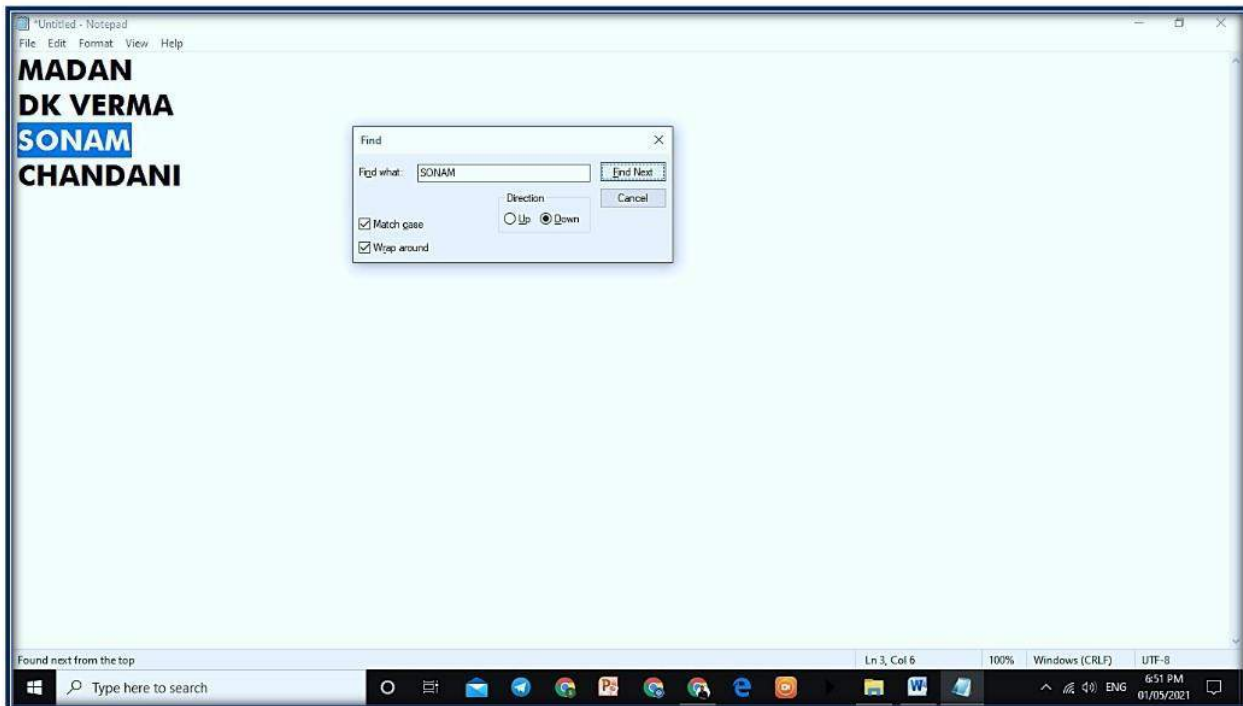 *Untitled - Notepad
File Edit Format View Help
MADAN
DK VERMA
SONAM
CHANDANI
Find
Find what: SONAM
Find Next
Direction
Cancel
Up Down
Match case
Wrap around
Found next from the top
Ln 3, Col 6
100%
Windows (CRLF)
UTF-8
Type here to search
ENG
6:51 PM
01/05/2021